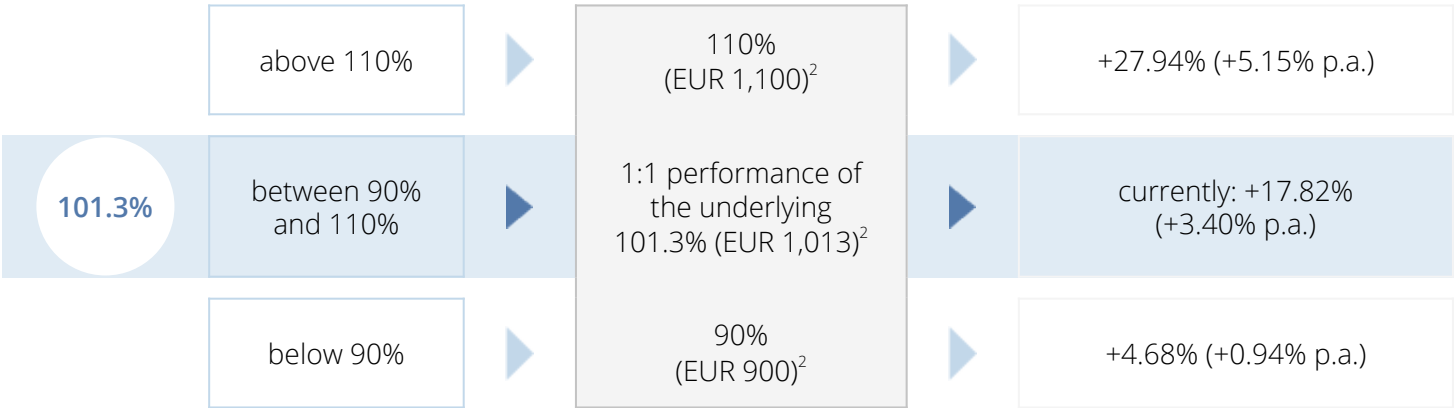 above 110%
110%
(EUR 1,100)²
+27.94% (+5.15% p.a.)
101.3%
between 90%
and 110%
1:1 performance of
the underlying
101.3% (EUR 1,013)²
currently: +17.82%
(+3.40% p.a.)
below 90%
90%
(EUR 900)²
+4.68% (+0.94% p.a.)